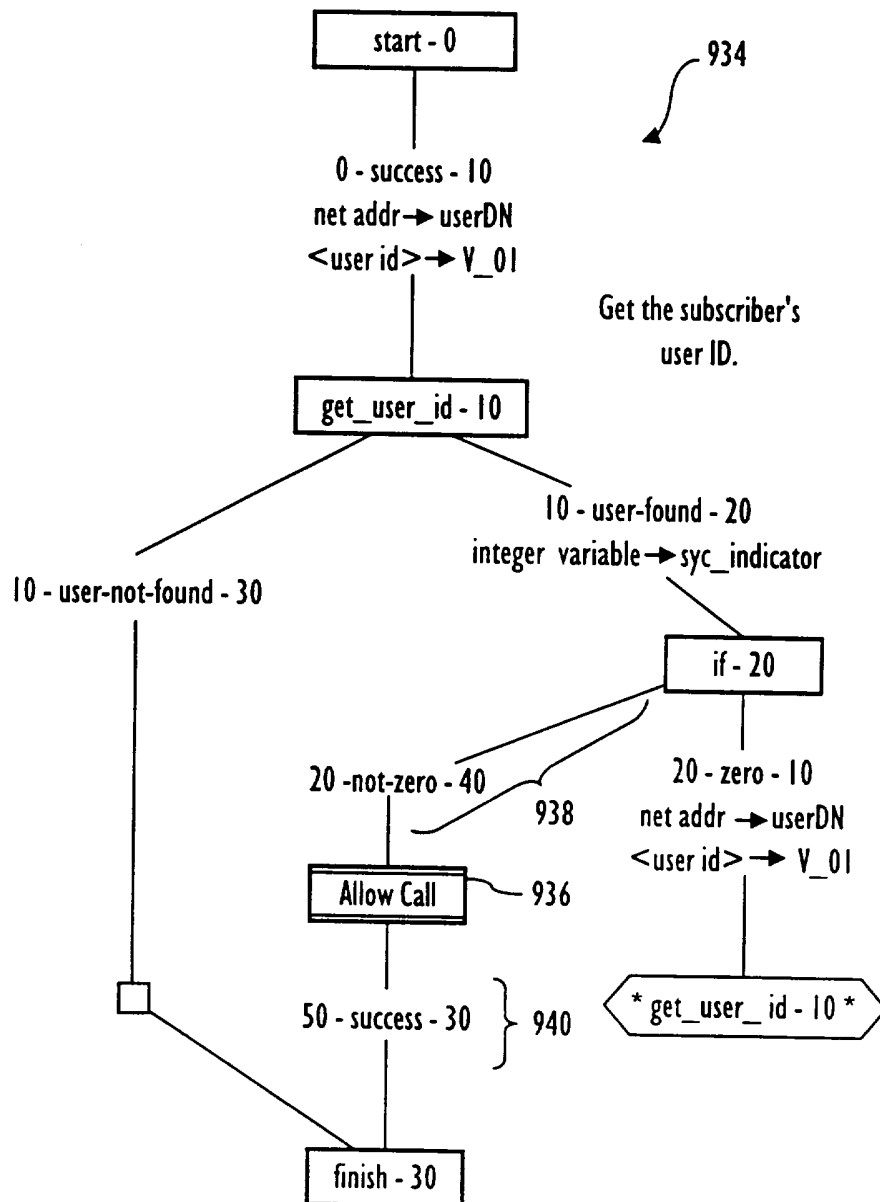 start - 0
934
0 - success - 10
net addr → userDN
<user id> → V_01
Get the subscriber's
user ID.
get_user_id - 10
10 - user-found - 20
integer variable → syc_indicator
10 - user-not-found - 30
if - 20
20 -not-zero - 40
938
20 - zero - 10
net addr → userDN
<user id> → V_01
Allow Call
936
50 - success - 30
940
* get_user_ id - 10 *
finish - 30